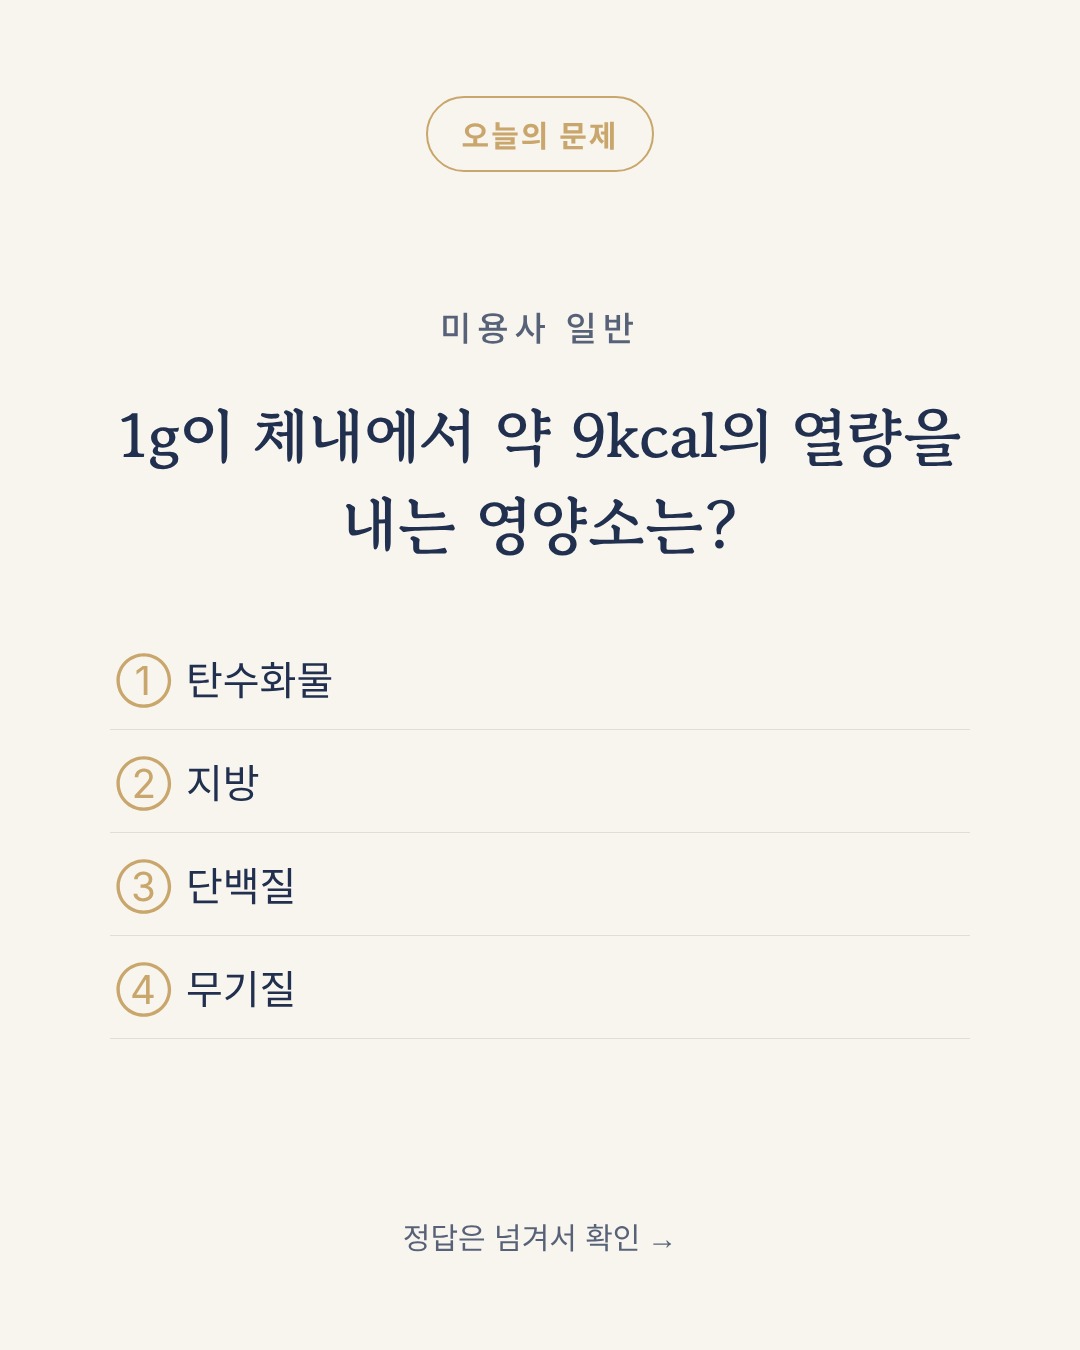 오늘의 문제
미용사 일반
1g이 체내에서 약 9kcal의 열량을
내는 영양소는?
① 탄수화물
② 지방
③ 단백질
④ 무기질
정답은 넘겨서 확인 →